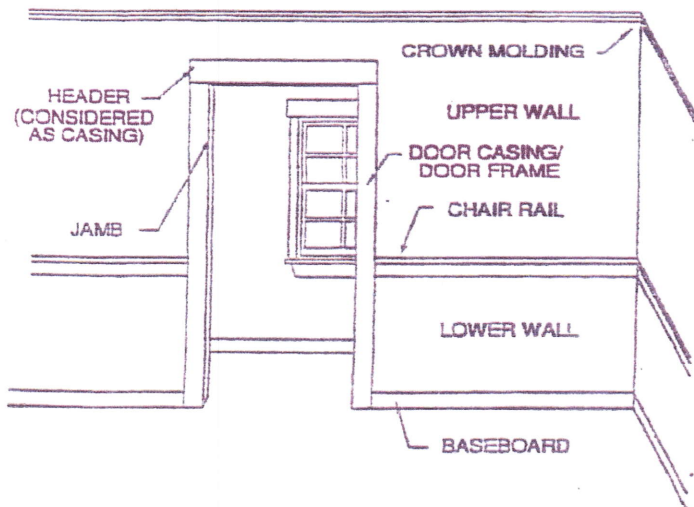 CROWN MOLDING
HEADER
(CONSIDERED
AS CASING)
UPPER WALL
DOOR CASING/
DOOR FRAME
CHAIR RAIL
JAMB
LOWER WALL
BASEBOARD